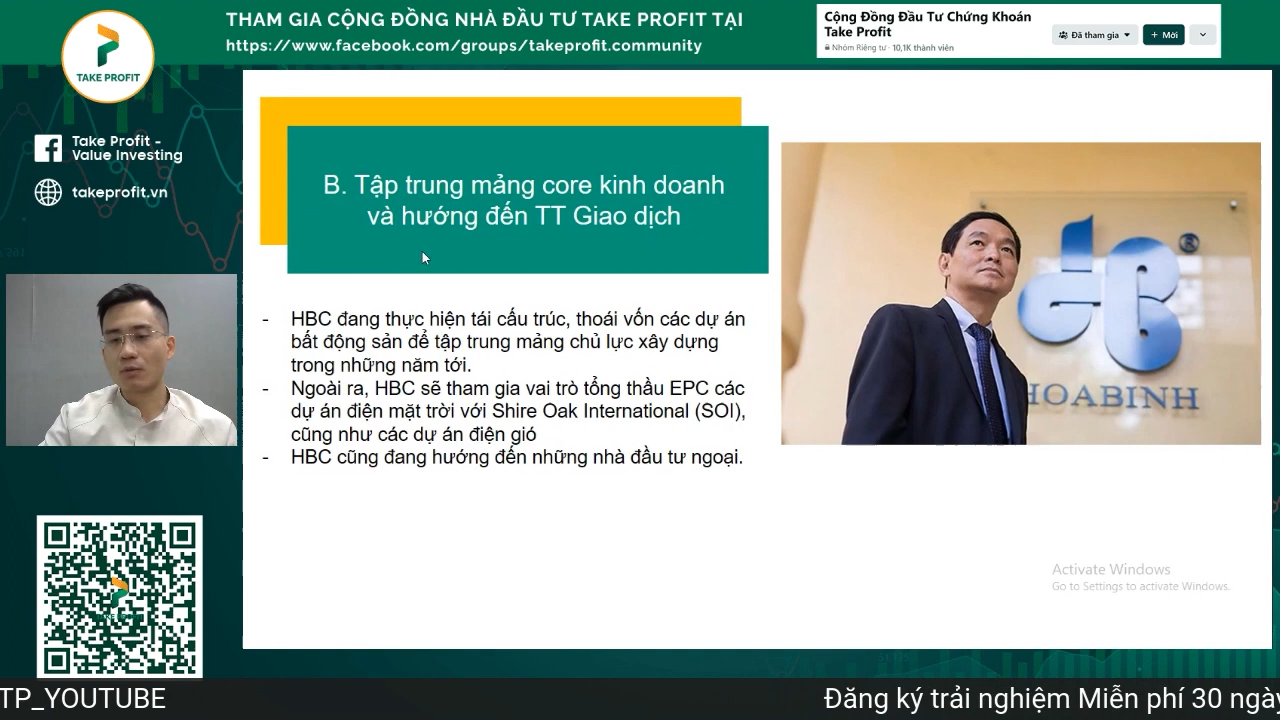 THAM GIA CỘNG ĐỒNG NHÀ ĐẦU TƯ TAKE PROFIT TẠI
https://www.facebook.com/groups/takeprofit.community
Cộng Đồng Đầu Tư Chứng Khoán
Take Profit
Nhóm Riêng tư · 10,1K thành viên
Đã tham gia
+ Mời
TAKE PROFIT
Take Profit -
Value Investing
takeprofit.vn
B. Tập trung mảng core kinh doanh
và hướng đến TT Giao dịch
- HBC đang thực hiện tái cấu trúc, thoái vốn các dự án
bất động sản để tập trung mảng chủ lực xây dựng
trong những năm tới.
- Ngoài ra, HBC sẽ tham gia vai trò tổng thầu EPC các
dự án điện mặt trời với Shire Oak International (SOI),
cũng như các dự án điện gió
- HBC cũng đang hướng đến những nhà đầu tư ngoại.
HOABINH
®
Activate Windows
Go to Settings to activate Windows.
TP_YOUTUBE
Đăng ký trải nghiệm Miễn phí 30 ngày